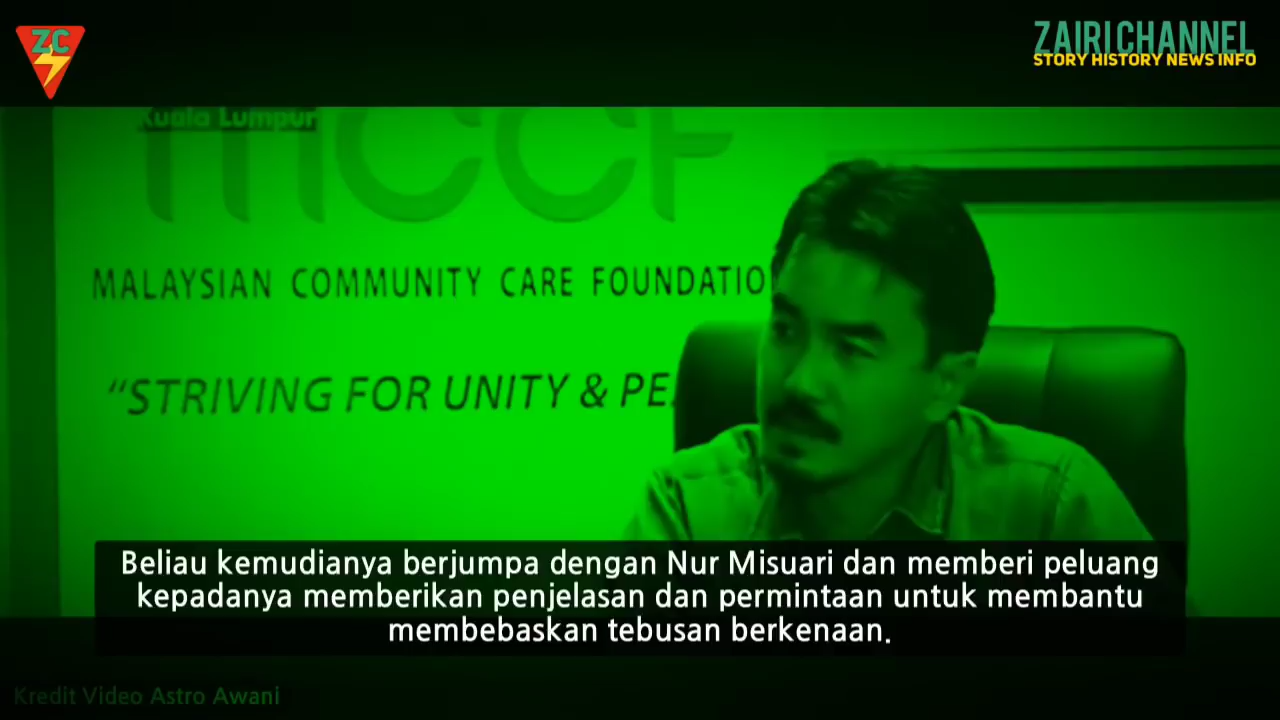 ZC
ZAIRI CHANNEL
STORY HISTORY NEWS INFO
Kuala Lumpur
mCCF
MALAYSIAN COMMUNITY CARE FOUNDATIO
“STRIVING FOR UNITY & PE
Beliau kemudianya berjumpa dengan Nur Misuari dan memberi peluang
kepadanya memberikan penjelasan dan permintaan untuk membantu
membebaskan tebusan berkenaan.
Kredit Video Astro Awani